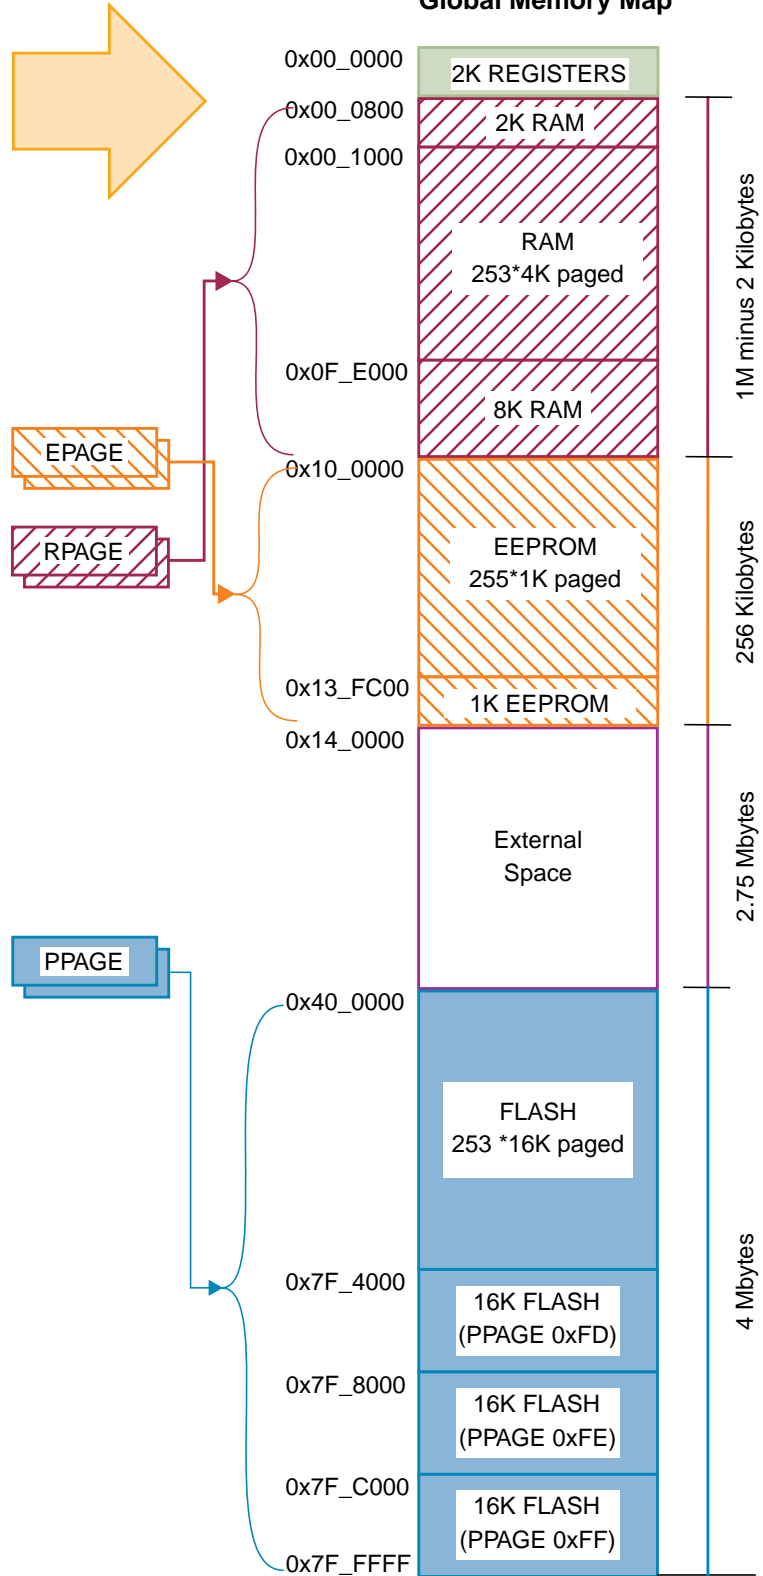 Global Memory Map
0x00_0000
2K REGISTERS
0x00_0800
2K RAM
0x00_1000
RAM
253*4K paged
0x0F_E000
8K RAM
1M minus 2 Kilobytes
EPAGE
RPAGE
0x10_0000
EEPROM
255*1K paged
256 Kilobytes
0x13_FC00
1K EEPROM
0x14_0000
External
Space
2.75 Mbytes
PPAGE
0x40_0000
FLASH
253 *16K paged
4 Mbytes
0x7F_4000
16K FLASH
(PPAGE 0xFD)
0x7F_8000
16K FLASH
(PPAGE 0xFE)
0x7F_C000
16K FLASH
(PPAGE 0xFF)
0x7F_FFFF